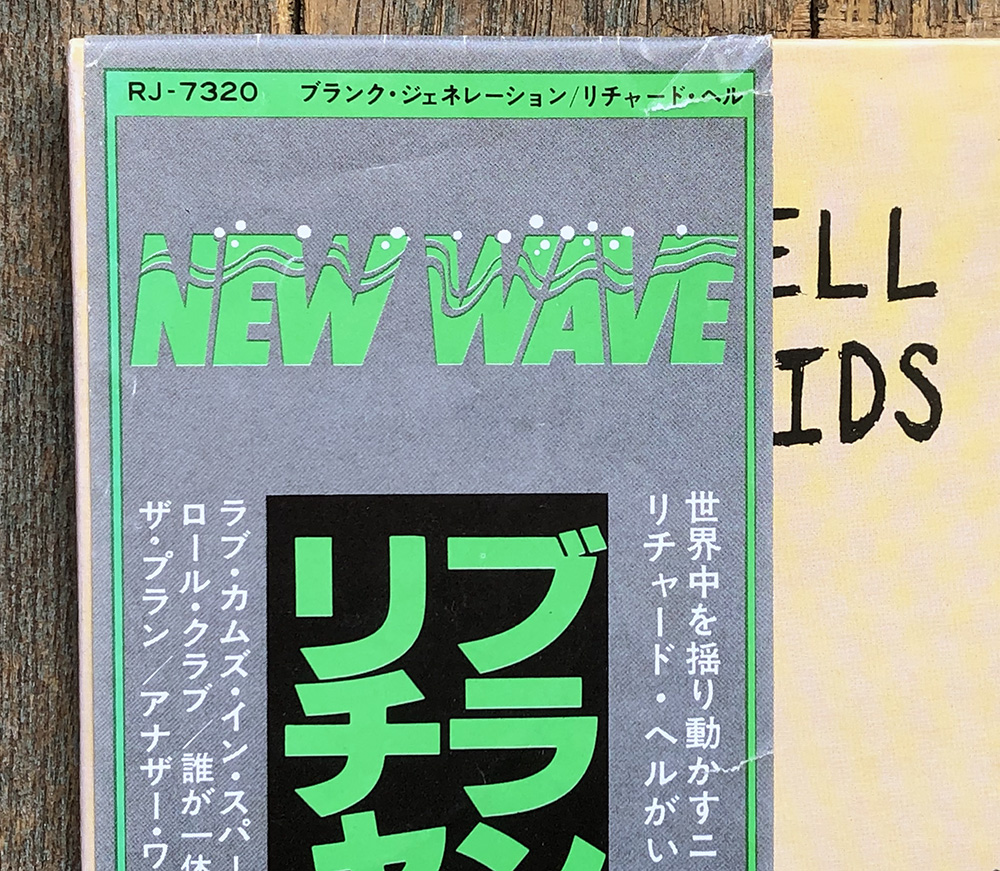 RJ-7320 ブランク・ジェネレーション/リチャード・ヘル
NEW WAVE
ELL
IDS
世界中を揺り動かすニ
リチャード・ヘルがい
ブラン
リチャ
ラブ・カムズ・イン・スパー
ロール・クラブ/誰が一体
ザ・プラン/アナザー・ワ